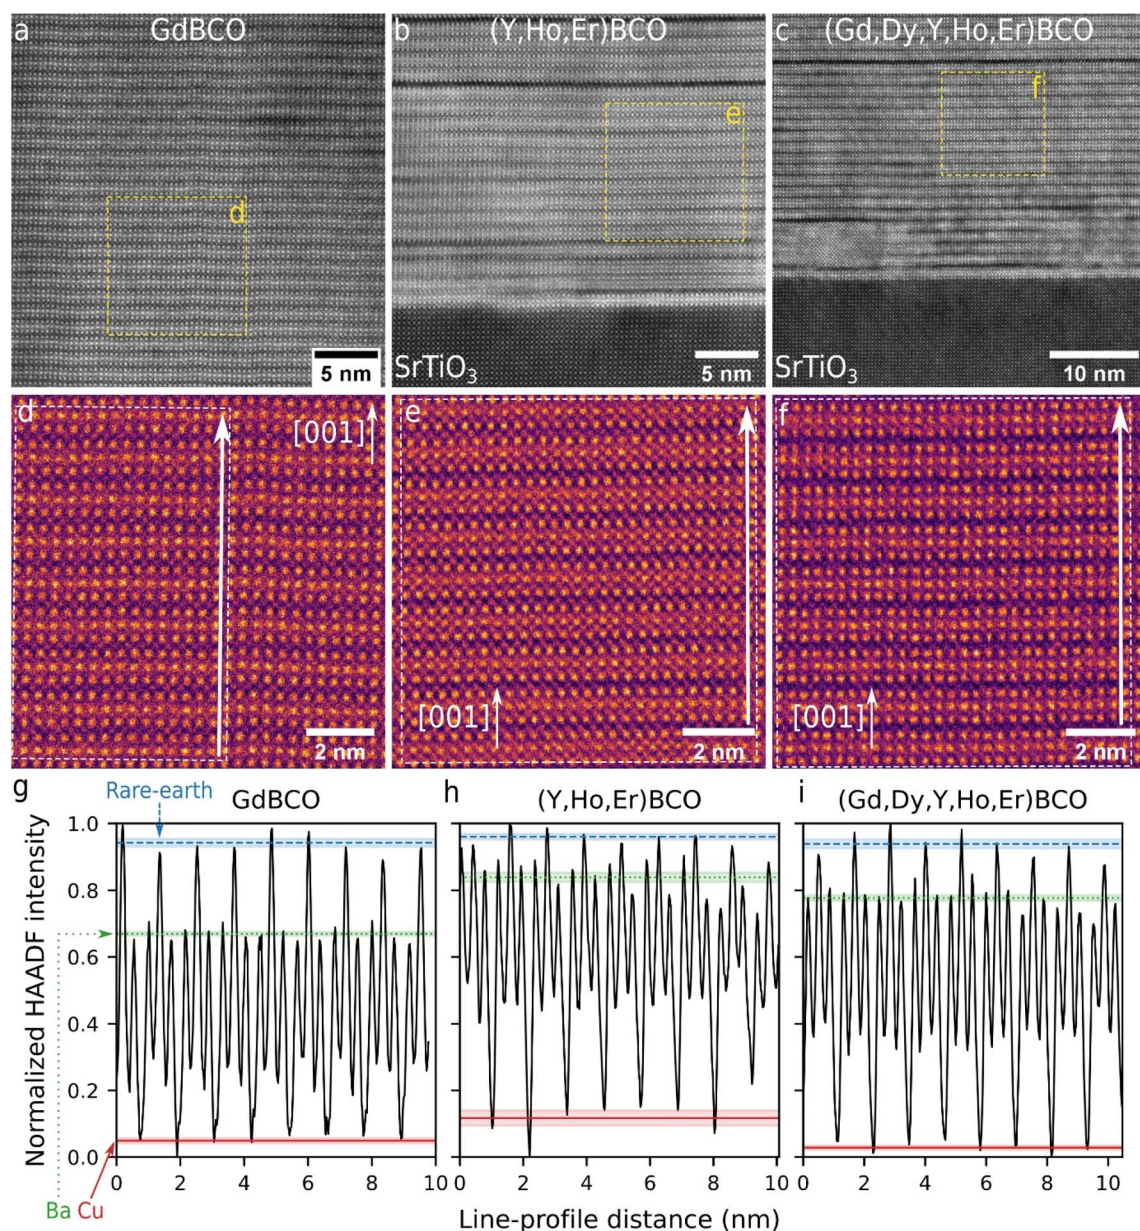 a GdBCO
b (Y,Ho,Er)BCO
c (Gd,Dy,Y,Ho,Er)BCO
d
e
f
5 nm
SrTiO₃
5 nm
SrTiO₃
10 nm
d
[001]
2 nm
e
[001]
2 nm
f
[001]
2 nm
g
Rare-earth
GdBCO
h
(Y,Ho,Er)BCO
i
(Gd,Dy,Y,Ho,Er)BCO
Normalized HAADF intensity
1.0
0.8
0.6
0.4
0.2
0.0
0 2 4 6 8 10
0 2 4 6 8 10
0 2 4 6 8 10
Ba Cu
Line-profile distance (nm)